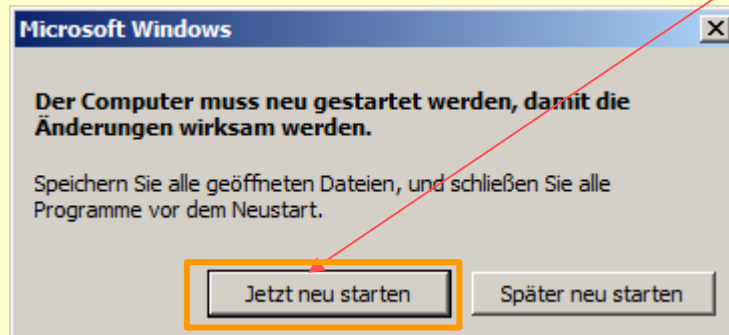 Microsoft Windows
Der Computer muss neu gestartet werden, damit die
Änderungen wirksam werden.
Speichern Sie alle geöffneten Dateien, und schließen Sie alle
Programme vor dem Neustart.
Jetzt neu starten
Später neu starten